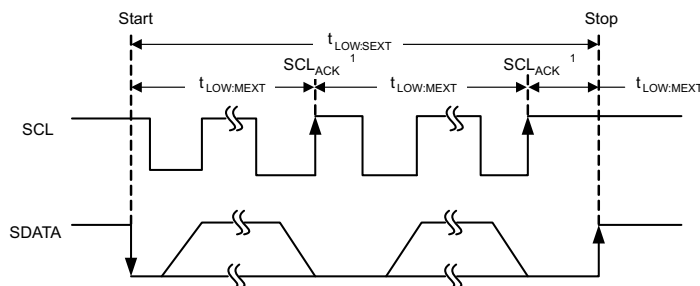 Start
Stop
tLOW:SEXT
SCLACK 1
SCLACK 1
tLOW:MEXT
tLOW:MEXT
tLOW:MEXT
SCL
SDATA